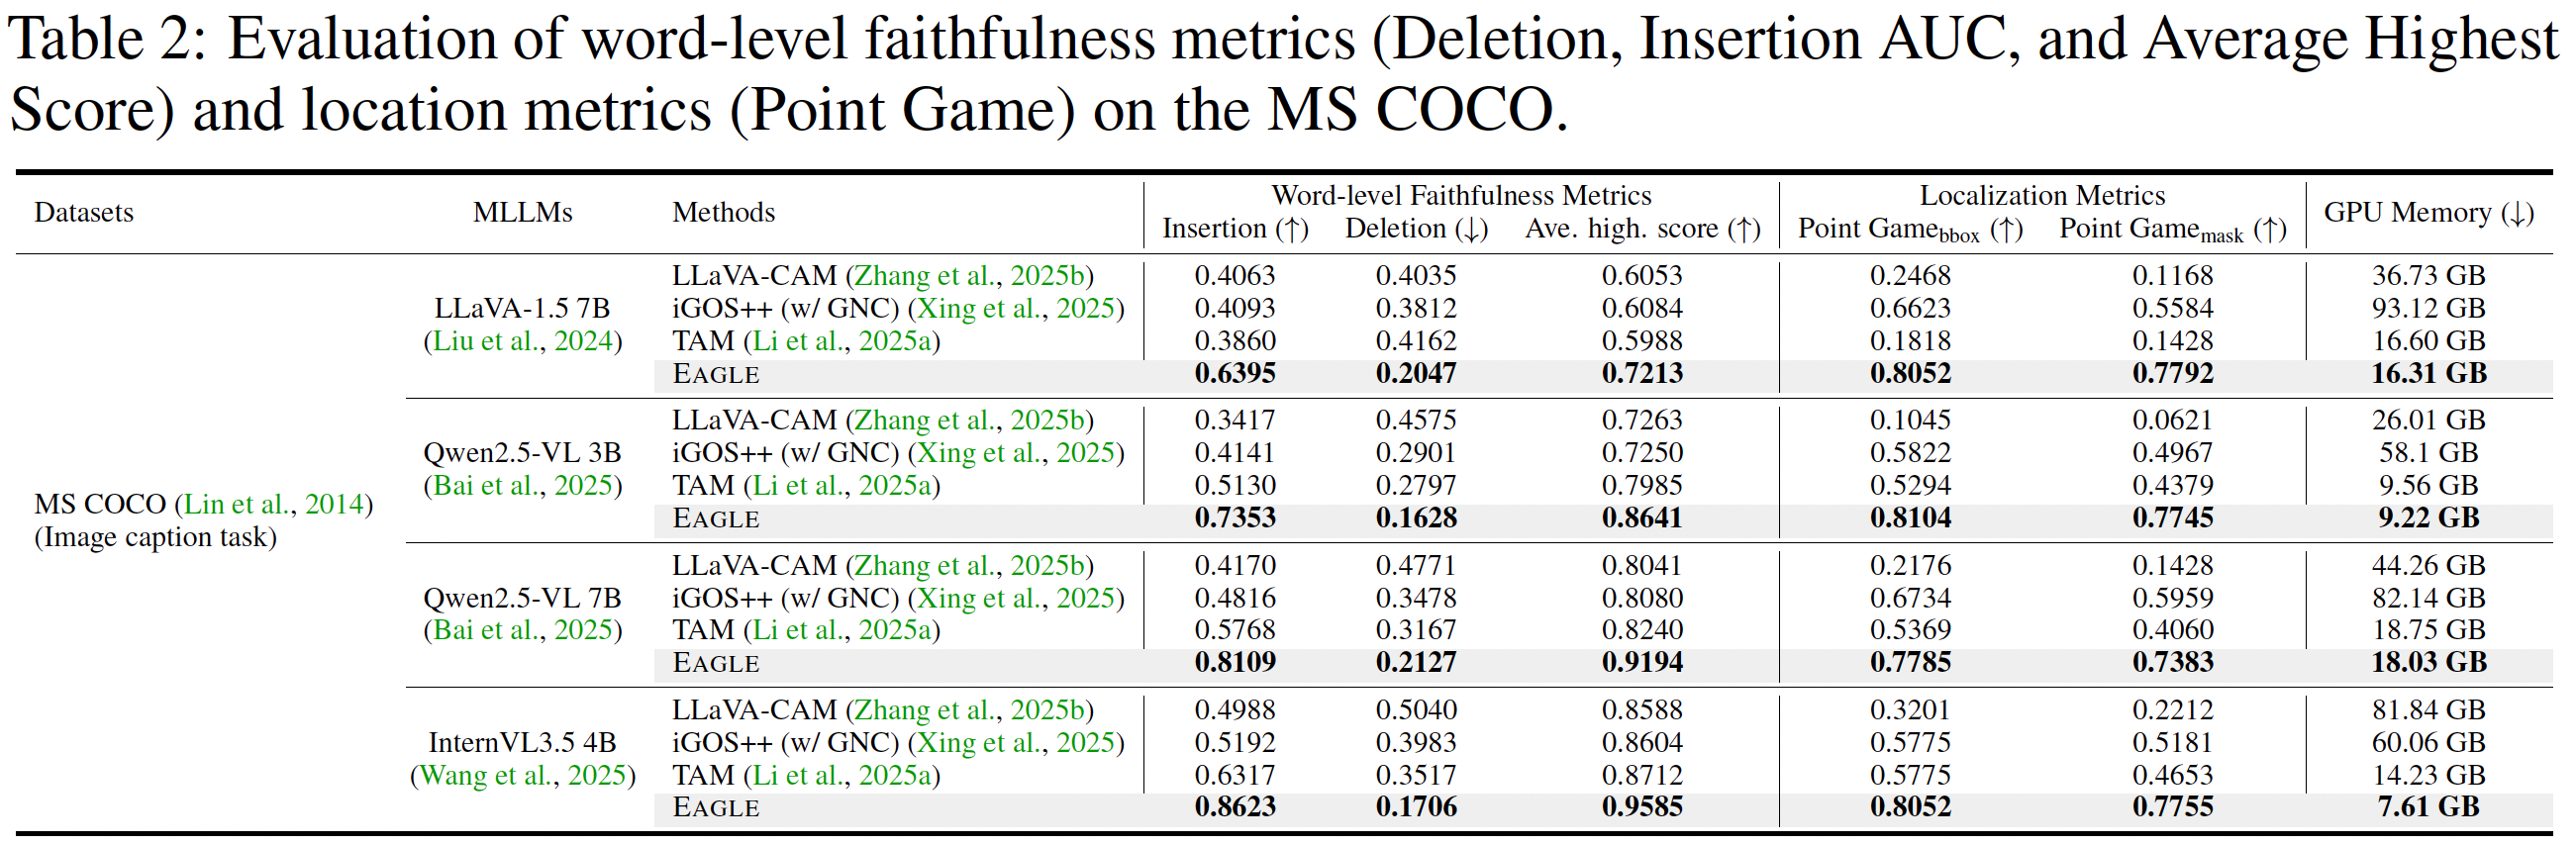 Table 2: Evaluation of word-level faithfulness metrics (Deletion, Insertion AUC, and Average Highest
Score) and location metrics (Point Game) on the MS COCO.
Datasets MLLMs Methods Word-level Faithfulness Metrics Localization Metrics GPU Memory (↓)
Insertion (↑) Deletion (↓) Ave. high. score (↑) Point Game_bbox (↑) Point Game_mask (↑)
MS COCO (Lin et al., 2014)
(Image caption task)
LLaVA-1.5 7B
(Liu et al., 2024)
LLaVA-CAM (Zhang et al., 2025b) 0.4063 0.4035 0.6053 0.2468 0.1168 36.73 GB
iGOS++ (w/ GNC) (Xing et al., 2025) 0.4093 0.3812 0.6084 0.6623 0.5584 93.12 GB
TAM (Li et al., 2025a) 0.3860 0.4162 0.5988 0.1818 0.1428 16.60 GB
EAGLE 0.6395 0.2047 0.7213 0.8052 0.7792 16.31 GB
Qwen2.5-VL 3B
(Bai et al., 2025)
LLaVA-CAM (Zhang et al., 2025b) 0.3417 0.4575 0.7263 0.1045 0.0621 26.01 GB
iGOS++ (w/ GNC) (Xing et al., 2025) 0.4141 0.2901 0.7250 0.5822 0.4967 58.1 GB
TAM (Li et al., 2025a) 0.5130 0.2797 0.7985 0.5294 0.4379 9.56 GB
EAGLE 0.7353 0.1628 0.8641 0.8104 0.7745 9.22 GB
Qwen2.5-VL 7B
(Bai et al., 2025)
LLaVA-CAM (Zhang et al., 2025b) 0.4170 0.4771 0.8041 0.2176 0.1428 44.26 GB
iGOS++ (w/ GNC) (Xing et al., 2025) 0.4816 0.3478 0.8080 0.6734 0.5959 82.14 GB
TAM (Li et al., 2025a) 0.5768 0.3167 0.8240 0.5369 0.4060 18.75 GB
EAGLE 0.8109 0.2127 0.9194 0.7785 0.7383 18.03 GB
InternVL3.5 4B
(Wang et al., 2025)
LLaVA-CAM (Zhang et al., 2025b) 0.4988 0.5040 0.8588 0.3201 0.2212 81.84 GB
iGOS++ (w/ GNC) (Xing et al., 2025) 0.5192 0.3983 0.8604 0.5775 0.5181 60.06 GB
TAM (Li et al., 2025a) 0.6317 0.3517 0.8712 0.5775 0.4653 14.23 GB
EAGLE 0.8623 0.1706 0.9585 0.8052 0.7755 7.61 GB